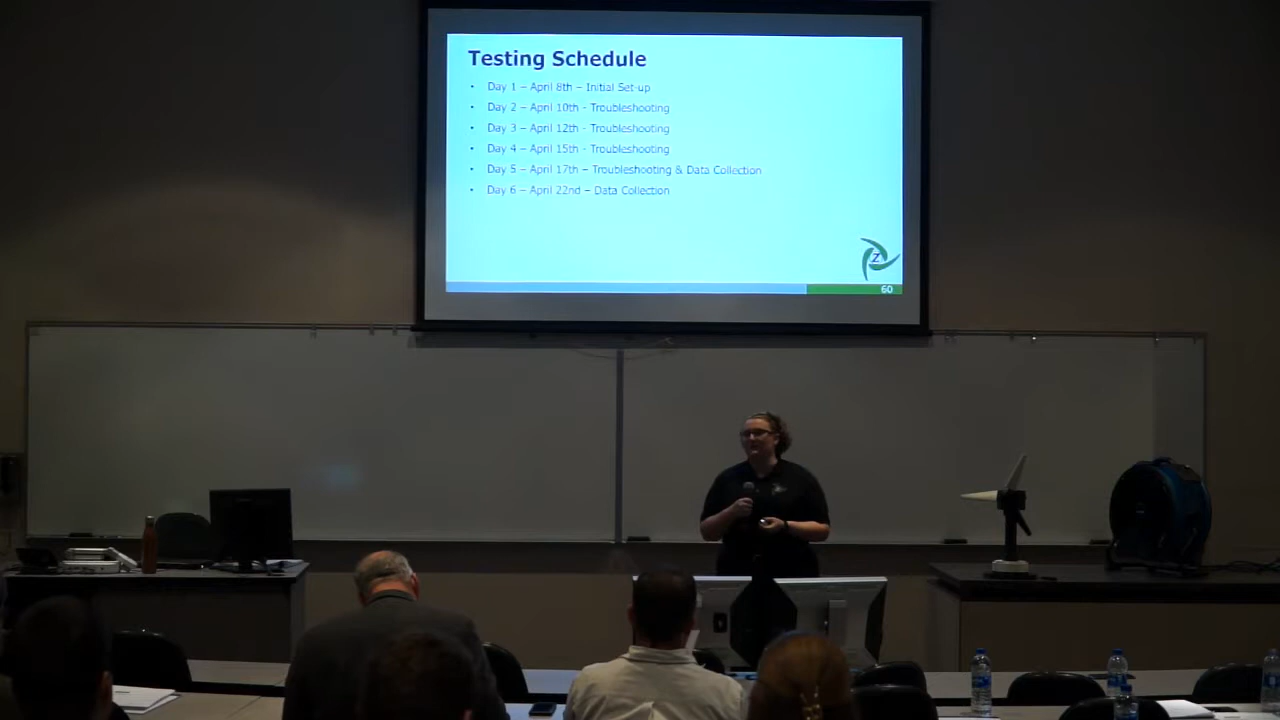 Testing Schedule
• Day 1 – April 8th – Initial Set-up
• Day 2 – April 10th - Troubleshooting
• Day 3 – April 12th - Troubleshooting
• Day 4 – April 15th - Troubleshooting
• Day 5 – April 17th – Troubleshooting & Data Collection
• Day 6 – April 22nd – Data Collection
Z
60